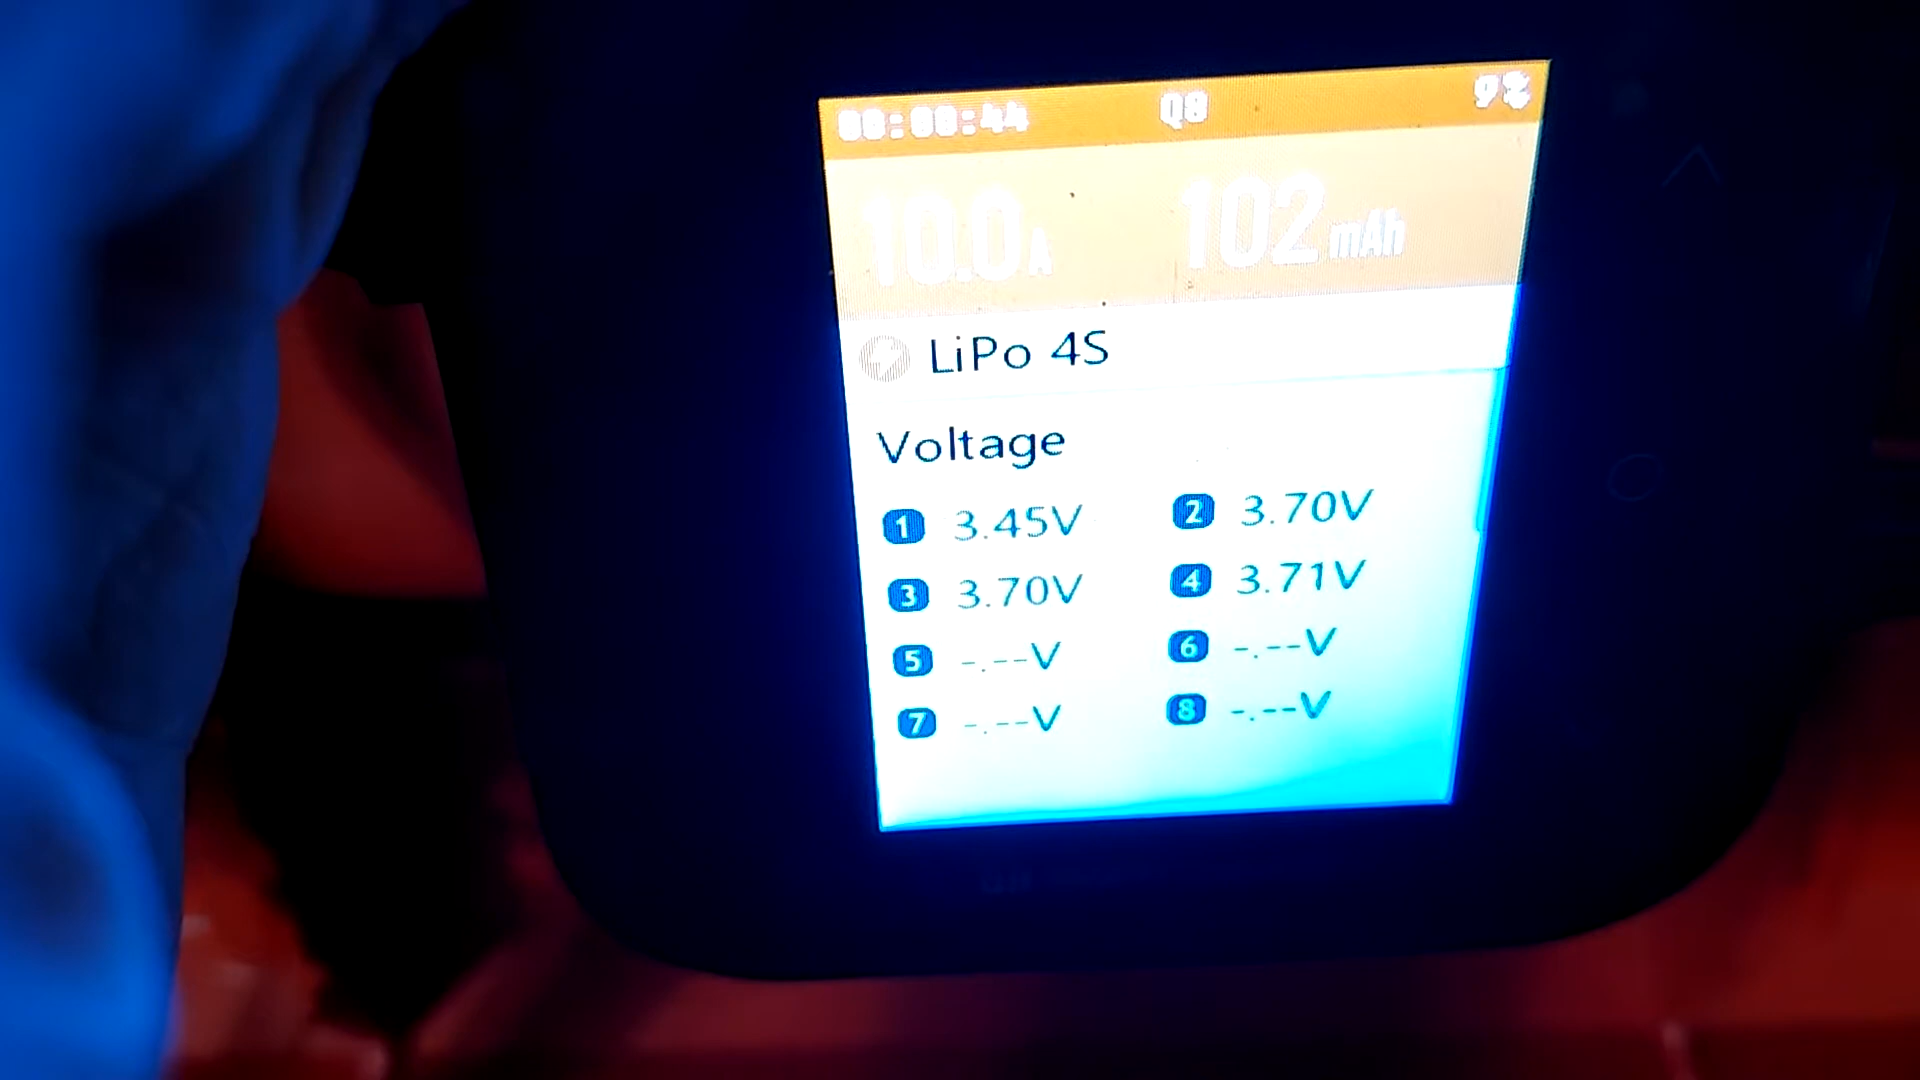 00:00:44 Q8 9%
10.0A 102mAh
LiPo 4S
Voltage
1 3.45V 2 3.70V
3 3.70V 4 3.71V
5 -.--V 6 -.--V
7 -.--V 8 -.--V